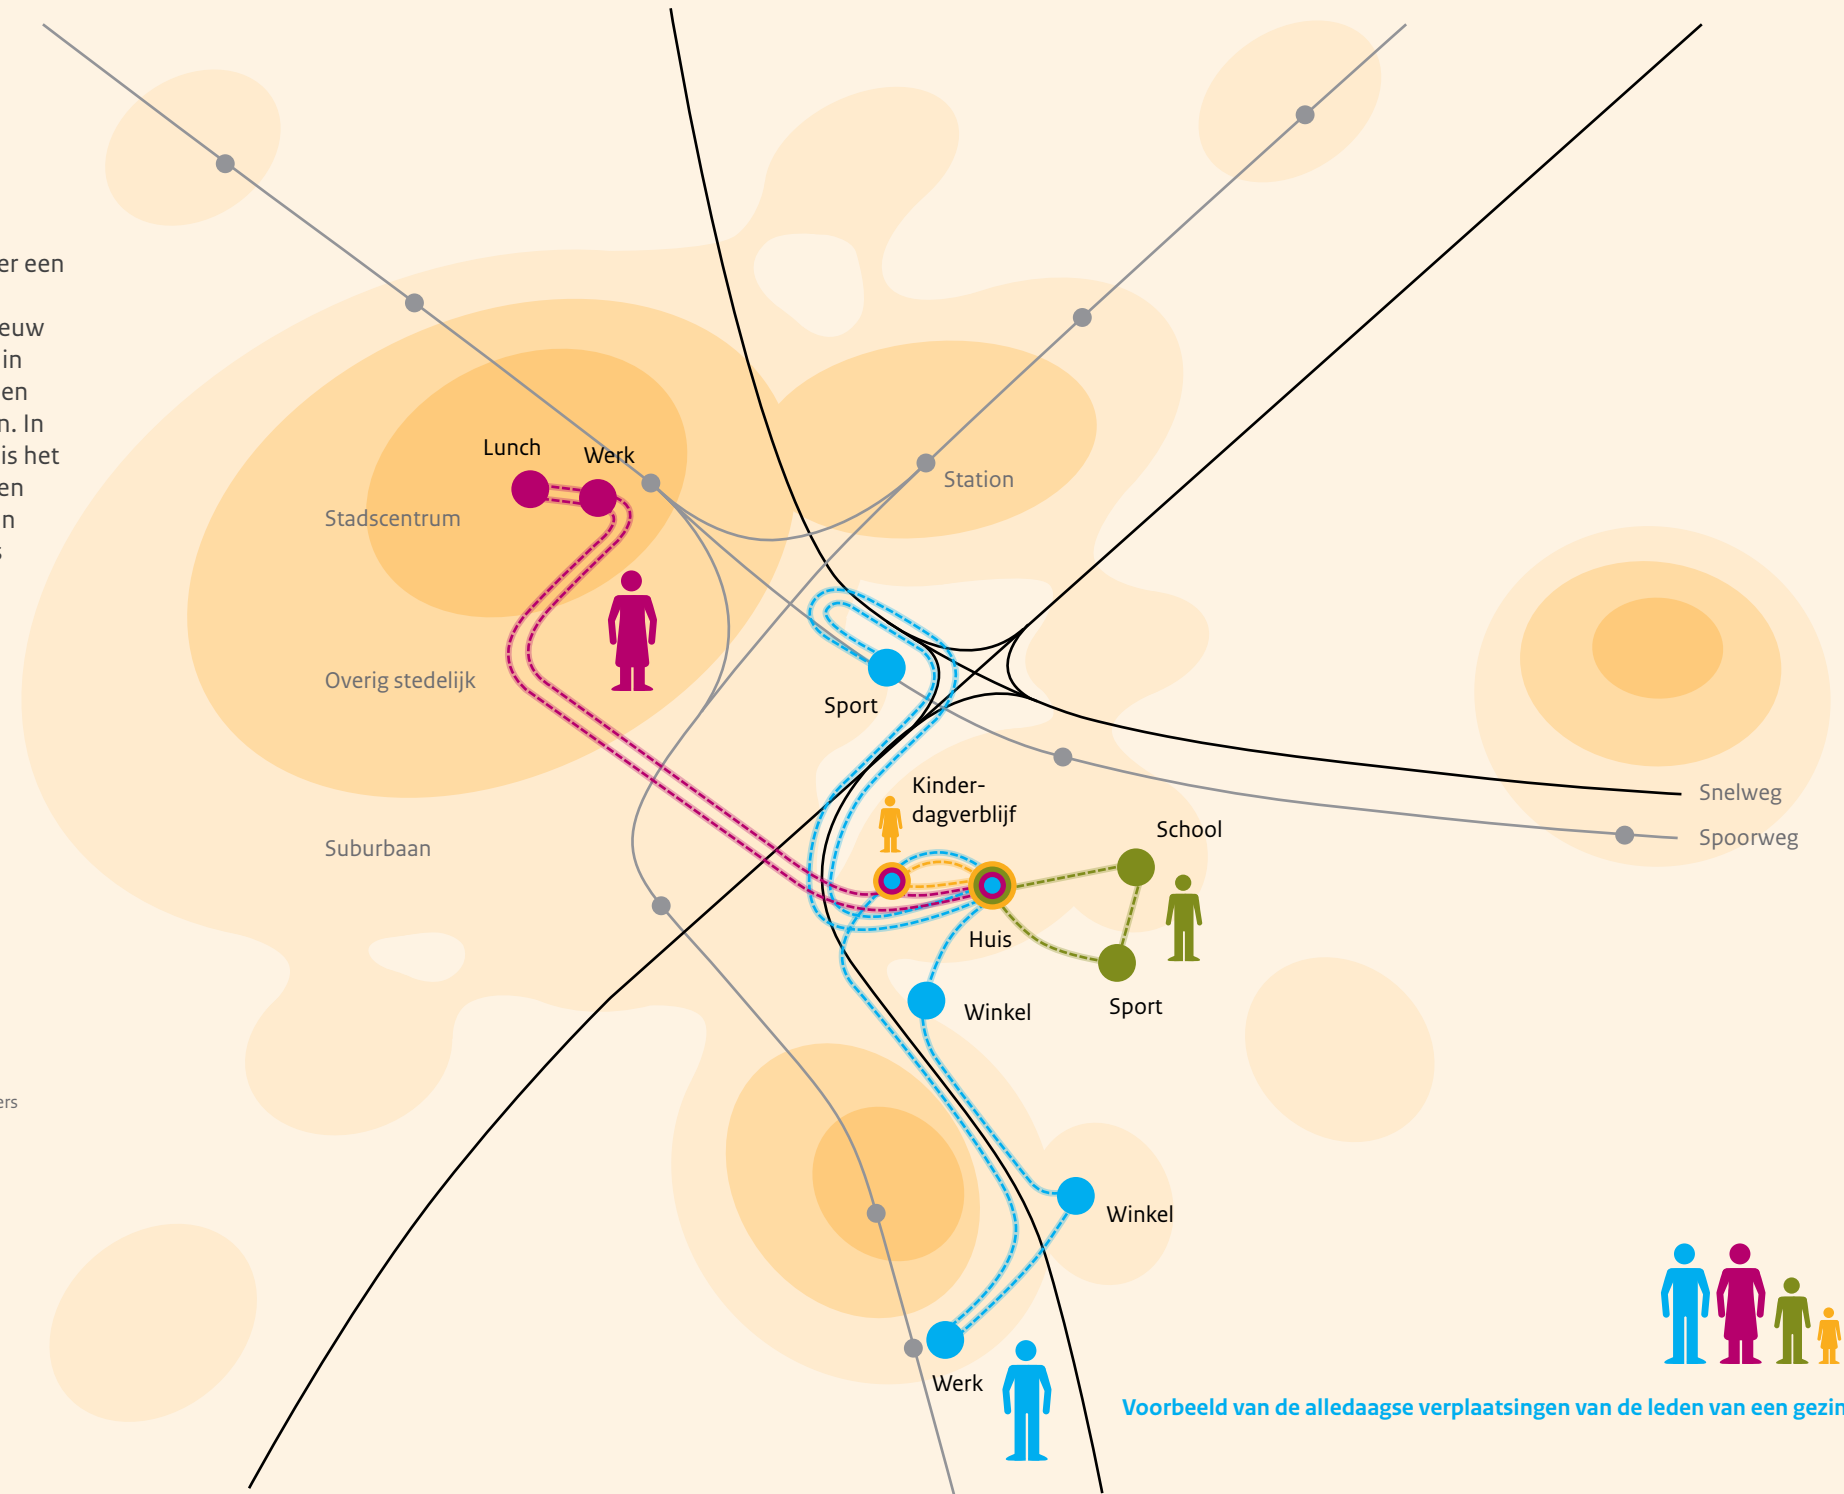 er een
euw
in
en
n. In
is het
en
n
s
ers
Lunch
Werk
Station
Stadscentrum
Overig stedelijk
Sport
Kinder-
dagverblijf
Snelweg
School
Spoorweg
Suburbaan
Huis
Winkel
Sport
Winkel
Werk
Voorbeeld van de alledaagse verplaatsingen van de leden van een gezin